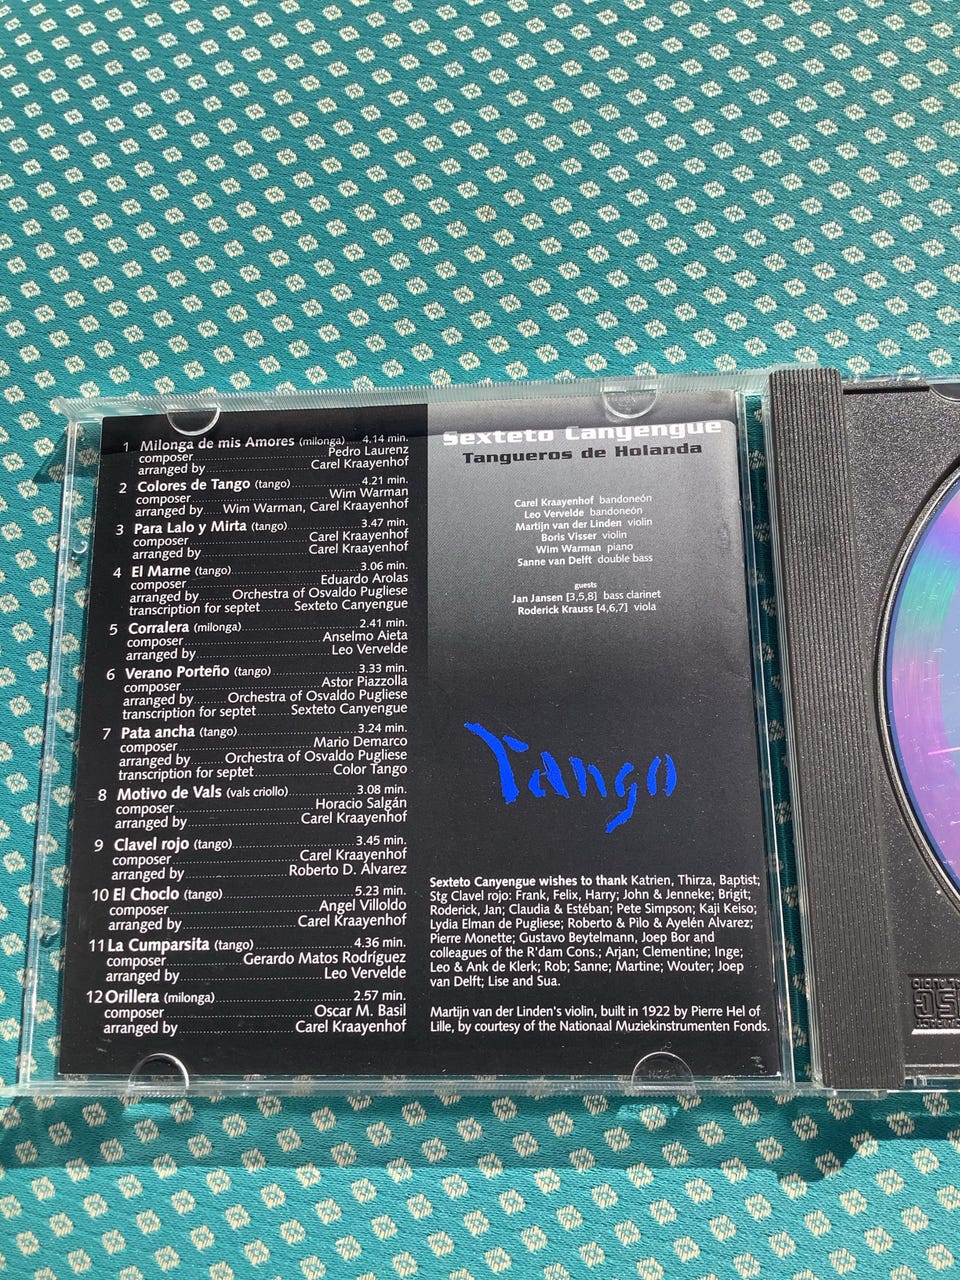 1 Milonga de mis Amores (milonga)....4.14 min.
composer....Pedro Laurenz
arranged by....Carel Kraayenhof
2 Colores de Tango (tango)....4.21 min.
composer....Wim Warman
arranged by....Wim Warman, Carel Kraayenhof
3 Para Lalo y Mirta (tango)....3.47 min.
composer....Carel Kraayenhof
arranged by....Carel Kraayenhof
4 El Marne (tango)....3.06 min.
composer....Eduardo Arolas
arranged by....Orchestra of Osvaldo Pugliese
transcription for septet....Sexteto Canyengue
5 Corralera (milonga)....2.41 min.
composer....Anselmo Aieta
arranged by....Leo Vervelde
6 Verano Porteño (tango)....3.33 min.
composer....Astor Piazzolla
arranged by....Orchestra of Osvaldo Pugliese
transcription for septet....Sexteto Canyengue
7 Pata ancha (tango)....3.24 min.
composer....Mario Demarco
arranged by....Orchestra of Osvaldo Pugliese
transcription for septet....Color Tango
8 Motivo de Vals (vals criollo)....3.08 min.
composer....Horacio Salgán
arranged by....Carel Kraayenhof
9 Clavel rojo (tango)....3.45 min.
composer....Carel Kraayenhof
arranged by....Roberto D. Álvarez
10 El Choclo (tango)....5.23 min.
composer....Angel Villoldo
arranged by....Carel Kraayenhof
11 La Cumparsita (tango)....4.36 min.
composer....Gerardo Matos Rodríguez
arranged by....Leo Vervelde
12 Orillera (milonga)....2.57 min.
composer....Oscar M. Basil
arranged by....Carel Kraayenhof
Sexteto Canyengue
Tangueros de Holanda
Carel Kraayenhof bandoneón
Leo Vervelde bandoneón
Martijn van der Linden violin
Boris Visser violin
Wim Warman piano
Sanne van Delft double bass
guests
Jan Jansen [3,5,8] bass clarinet
Roderick Krauss [4,6,7] viola
Tango
Sexteto Canyengue wishes to thank Katrien, Thirza, Baptist;
Stg Clavel rojo: Frank, Felix, Harry; John & Jenneke; Brigit;
Roderick, Jan; Claudia & Estéban; Pete Simpson; Kaji Keiso;
Lydia Elman de Pugliese; Roberto & Pilo & Ayelén Alvarez;
Pierre Monette; Gustavo Beytelmann, Joep Bor and
colleagues of the R'dam Cons.; Arjan; Clementine; Inge;
Leo & Ank de Klerk; Rob; Sanne; Martine; Wouter; Joep
van Delft; Lise and Sua.
Martijn van der Linden's violin, built in 1922 by Pierre Hel of
Lille, by courtesy of the Nationaal Muziekinstrumenten Fonds.